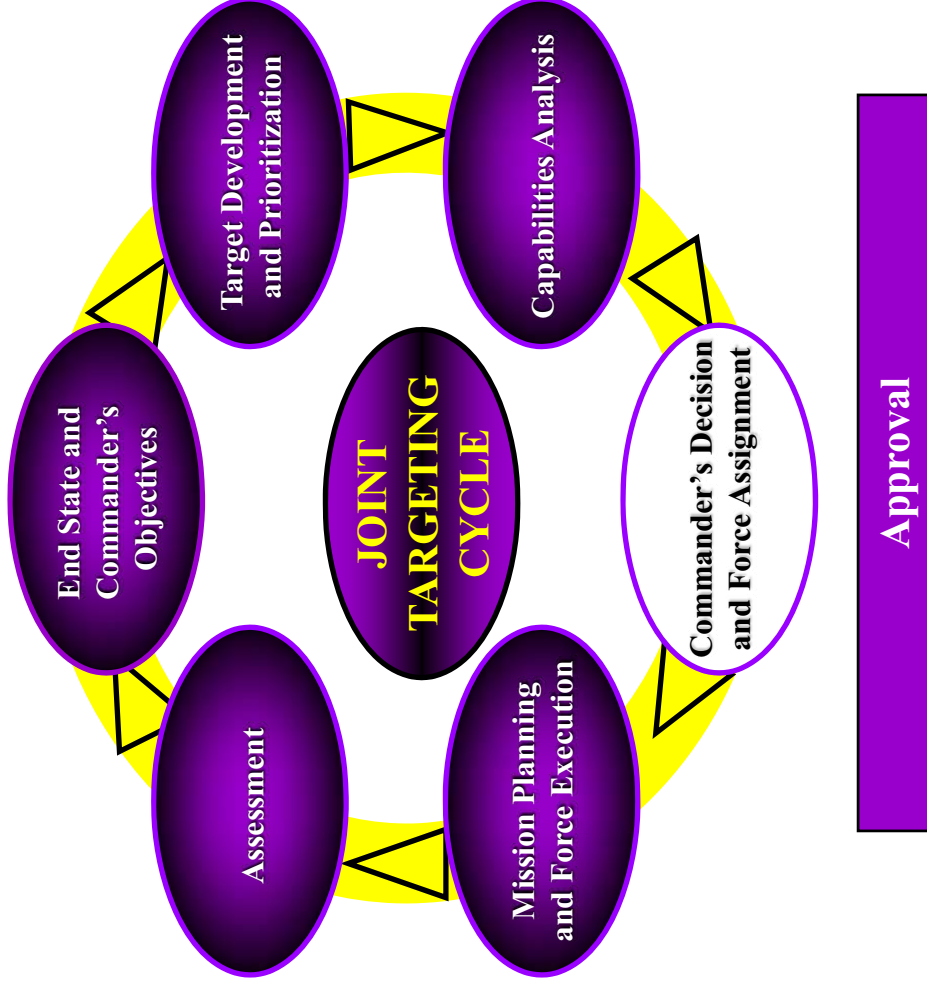 End State and
Commander’s
Objectives
Target Development
and Prioritization
Capabilities Analysis
Commander’s Decision
and Force Assignment
Mission Planning
and Force Execution
Assessment
JOINT
TARGETING
CYCLE
Approval